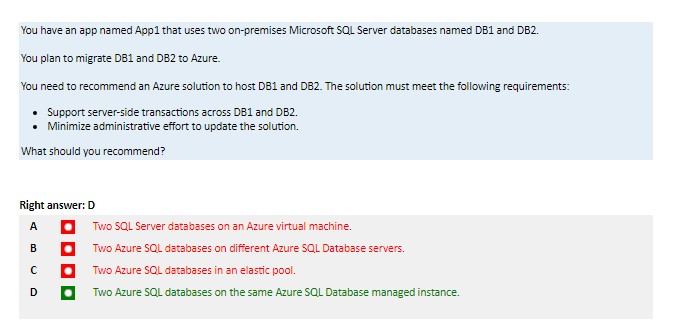 You have an app named App1 that uses two on-premises Microsoft SQL Server databases named DB1 and DB2.
You plan to migrate DB1 and DB2 to Azure.
You need to recommend an Azure solution to host DB1 and DB2. The solution must meet the following requirements:
• Support server-side transactions across DB1 and DB2.
• Minimize administrative effort to update the solution.
What should you recommend?
Right answer: D
A Two SQL Server databases on an Azure virtual machine.
B Two Azure SQL databases on different Azure SQL Database servers.
C Two Azure SQL databases in an elastic pool.
D Two Azure SQL databases on the same Azure SQL Database managed instance.